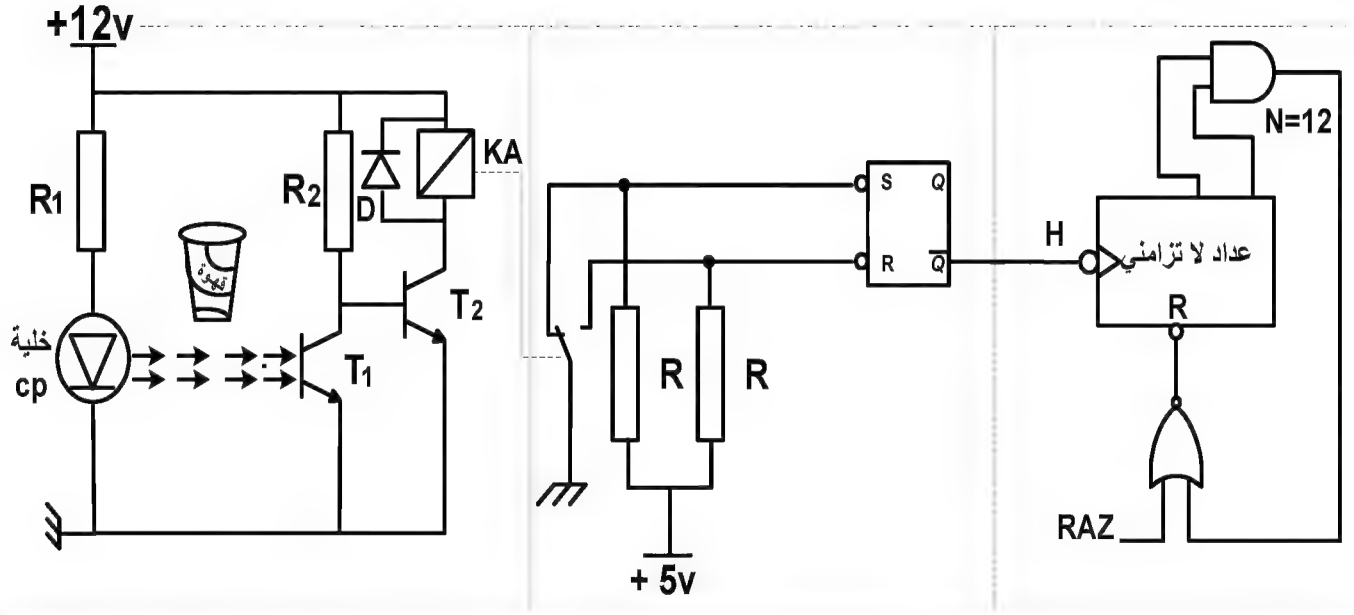 +12v
R1
R2
D
KA
قهوة
خلية
cp
T1
T2
R
R
+ 5v
S
Q
R
Q̅
H
N=12
عداد لا تزامني
R
RAZ